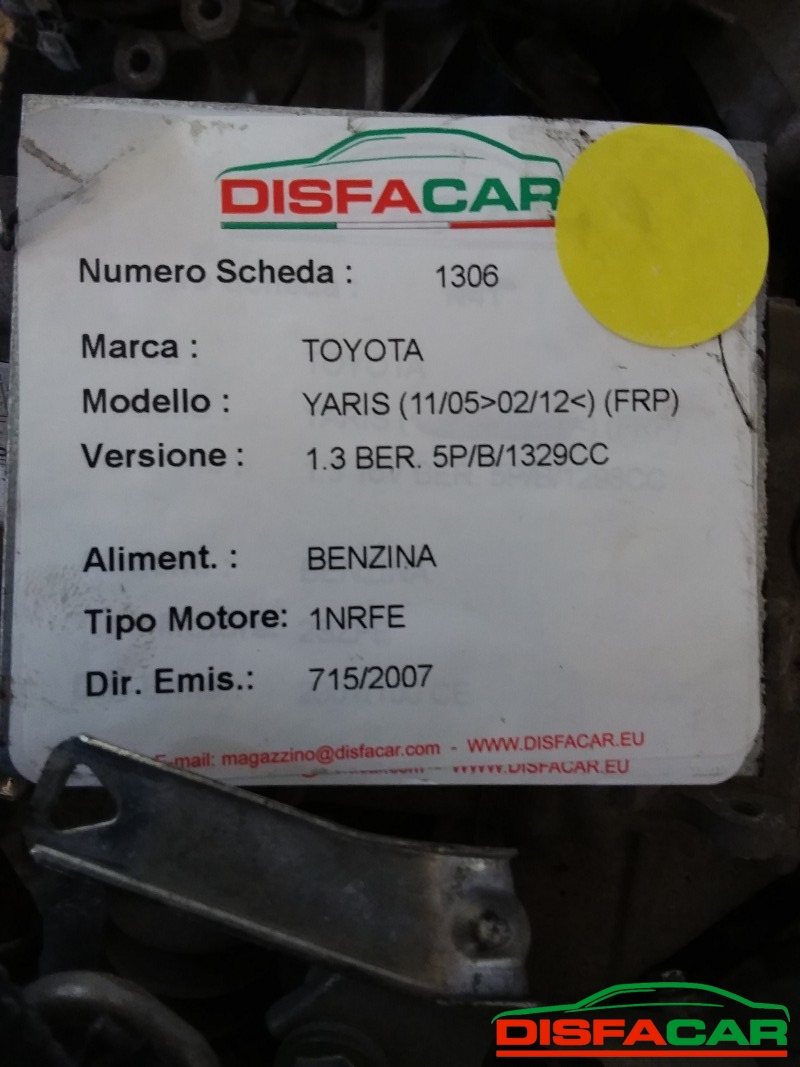 DISFACAR
Numero Scheda : 1306
Marca : TOYOTA
Modello : YARIS (11/05>02/12<) (FRP)
Versione : 1.3 BER. 5P/B/1329CC
Aliment. : BENZINA
Tipo Motore: 1NRFE
Dir. Emis.: 715/2007
E-mail: magazzino@disfacar.com - WWW.DISFACAR.EU
WWW.DISFACAR.EU
DISFACAR